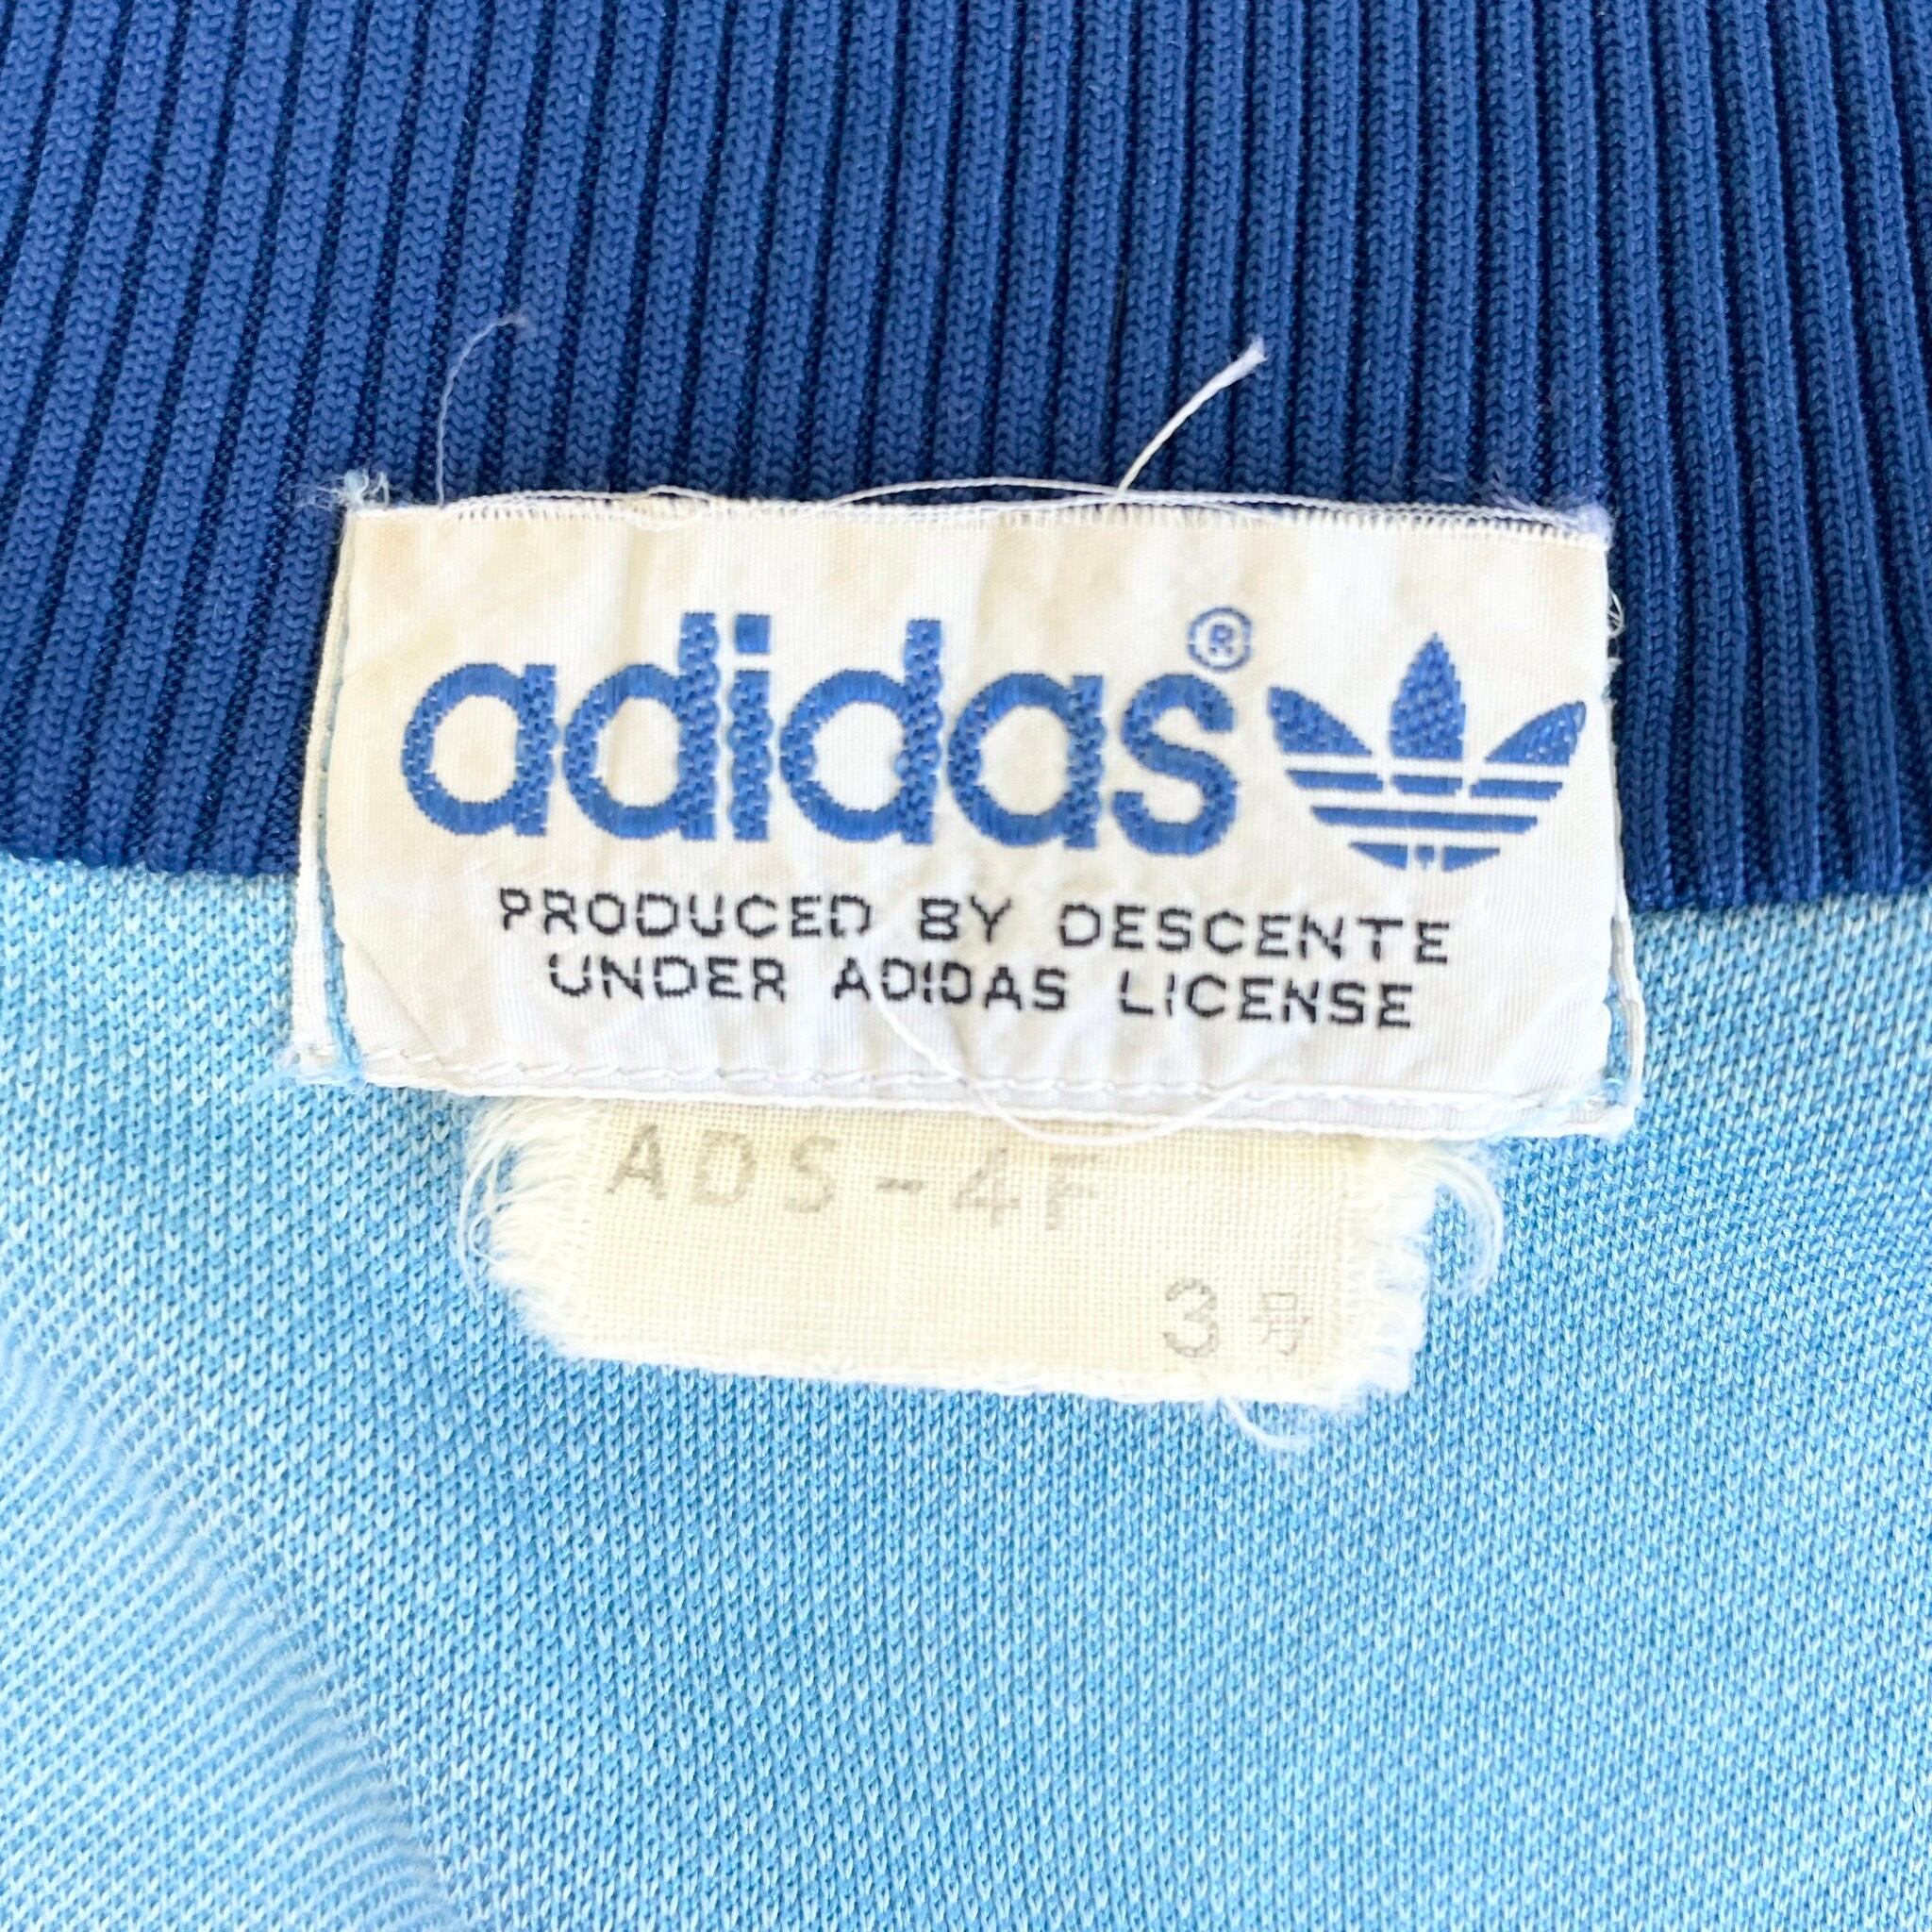 adidas®
PRODUCED BY DESCENTE
UNDER ADIDAS LICENSE
ADS-4F
3号